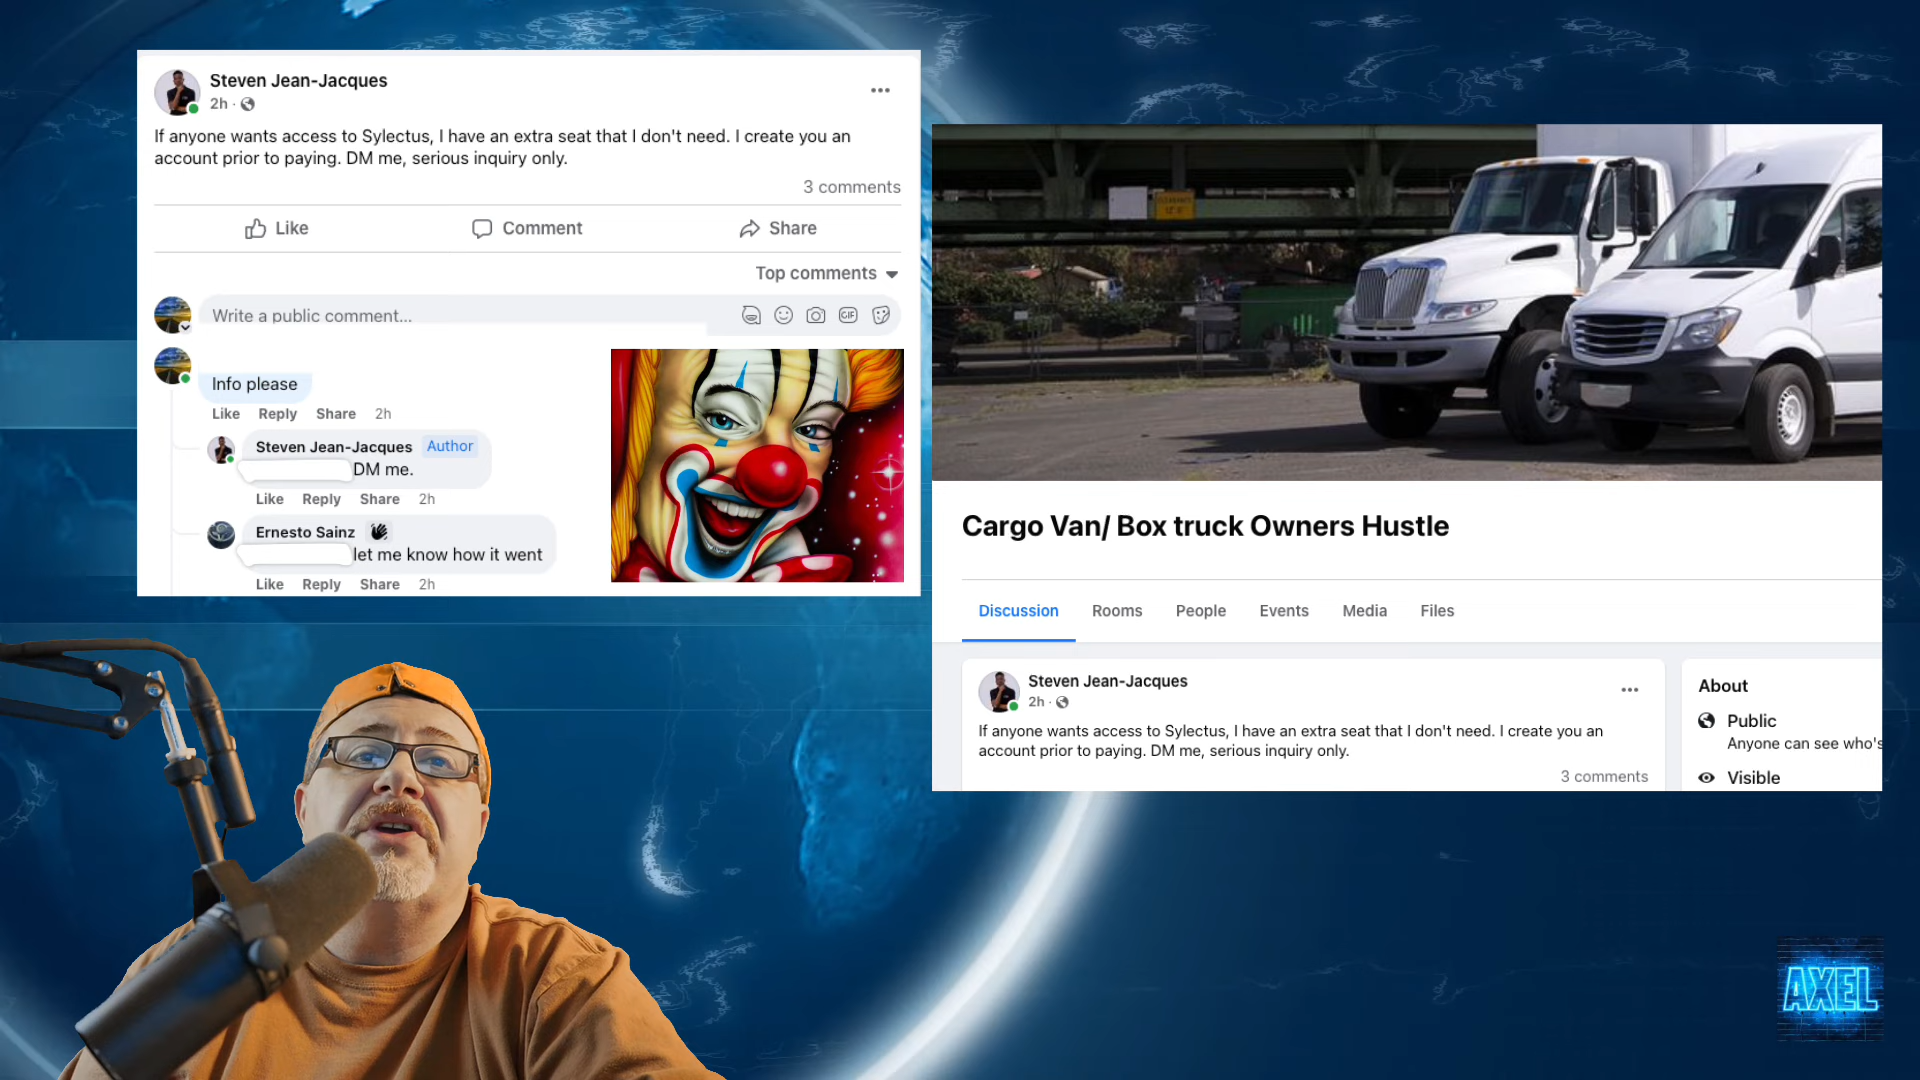 Steven Jean-Jacques
2h ·
If anyone wants access to Sylectus, I have an extra seat that I don't need. I create you an
account prior to paying. DM me, serious inquiry only.
3 comments
Like
Comment
Share
Top comments
Write a public comment...
GIF
Info please
Like Reply Share 2h
Steven Jean-Jacques Author
DM me.
Like Reply Share 2h
Ernesto Sainz
let me know how it went
Like Reply Share 2h
Cargo Van/ Box truck Owners Hustle
Discussion Rooms People Events Media Files
Steven Jean-Jacques
2h ·
If anyone wants access to Sylectus, I have an extra seat that I don't need. I create you an
account prior to paying. DM me, serious inquiry only.
3 comments
About
Public
Anyone can see who's
Visible
AXEL